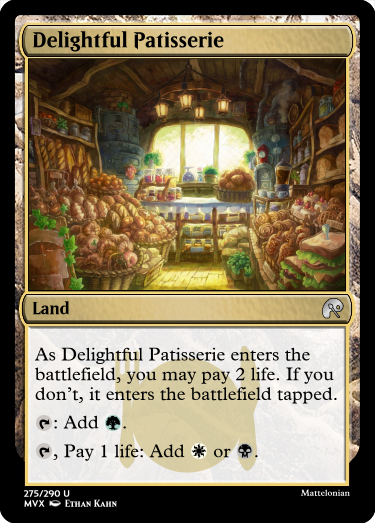 Delightful Patisserie
Land
As Delightful Patisserie enters the
battlefield, you may pay 2 life. If you
don't, it enters the battlefield tapped.
: Add .
, Pay 1 life: Add or .
275/290 U
MVX Ethan Kahn
Mattelonian